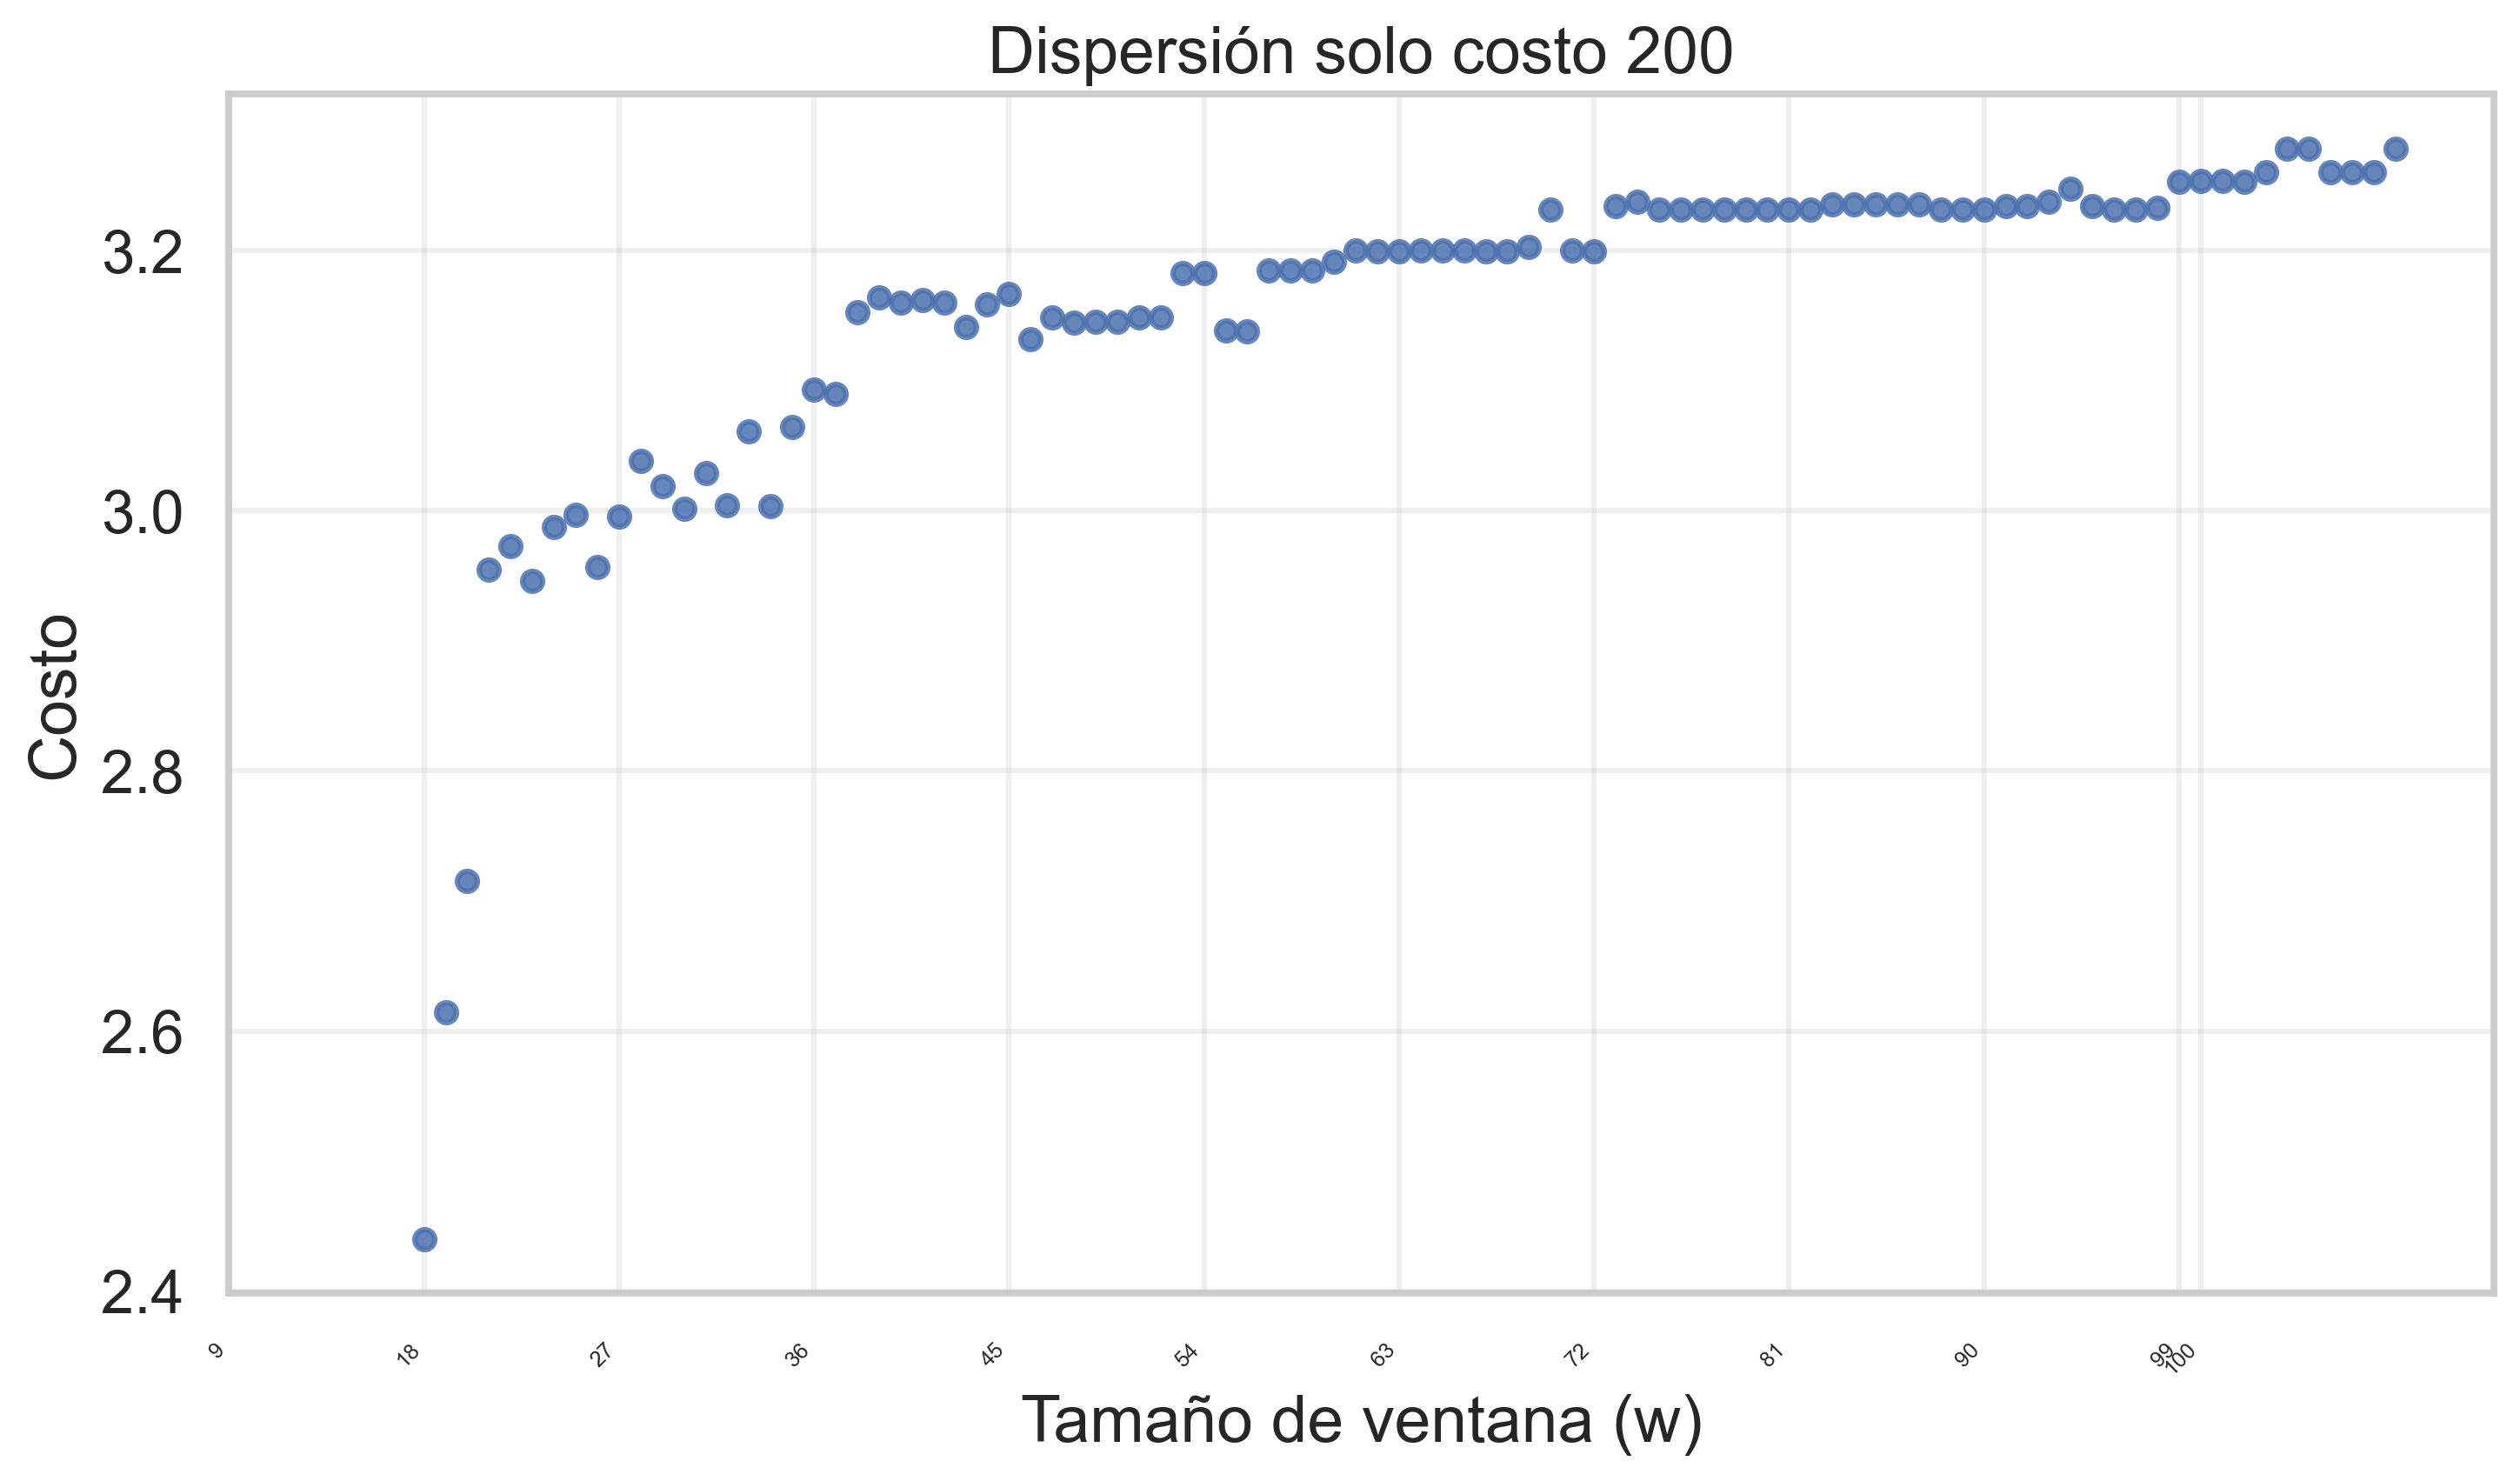 Dispersión solo costo 200
Costo
3.2
3.0
2.8
2.6
2.4
9 18 27 36 45 54 63 72 81 90 99 100
Tamaño de ventana (w)